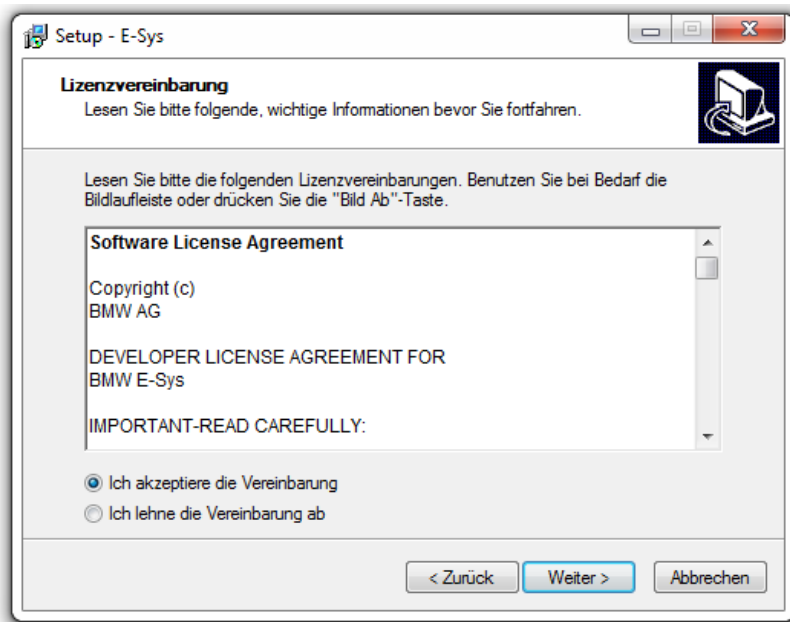 Setup - E-Sys
Lizenzvereinbarung
Lesen Sie bitte folgende, wichtige Informationen bevor Sie fortfahren.
Lesen Sie bitte die folgenden Lizenzvereinbarungen. Benutzen Sie bei Bedarf die
Bildlaufleiste oder drücken Sie die "Bild Ab"-Taste.
Software License Agreement
Copyright (c)
BMW AG
DEVELOPER LICENSE AGREEMENT FOR
BMW E-Sys
IMPORTANT-READ CAREFULLY:
Ich akzeptiere die Vereinbarung
Ich lehne die Vereinbarung ab
< Zurück Weiter > Abbrechen